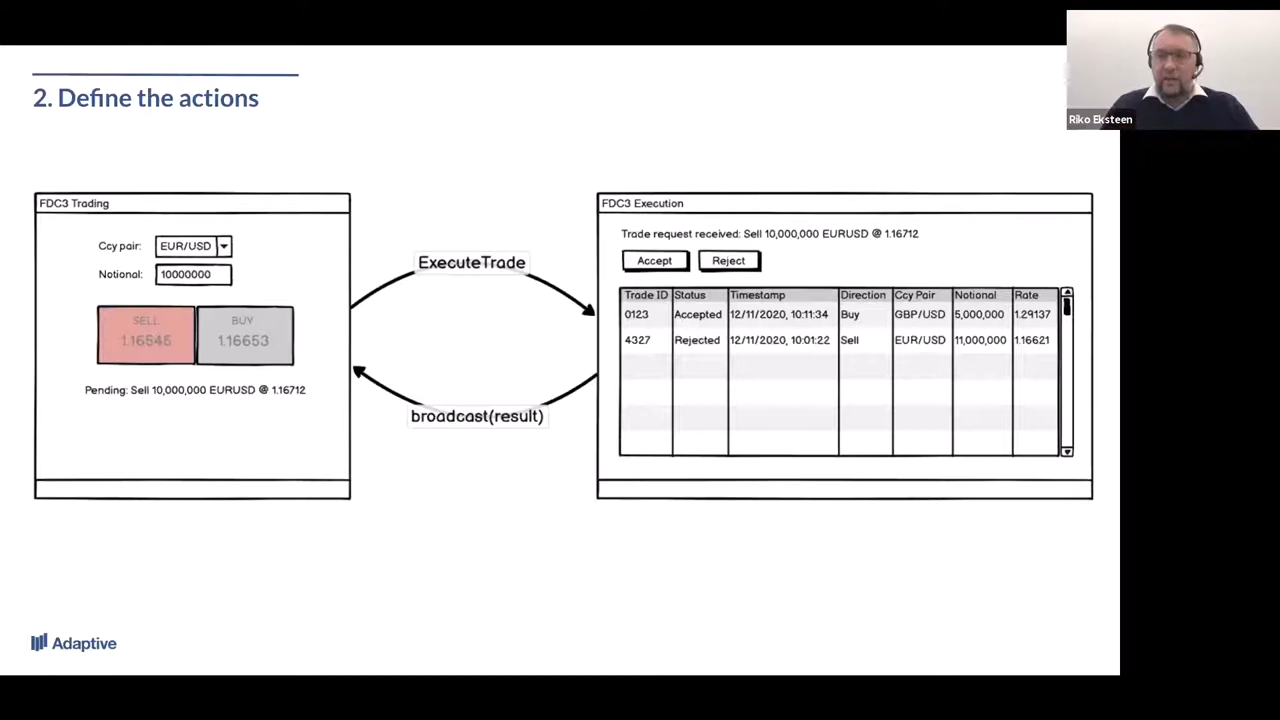 Riko Eksteen
2. Define the actions
FDC3 Trading
Ccy pair: EUR/USD
Notional: 10000000
SELL BUY
1.16546 1.16653
Pending: Sell 10,000,000 EURUSD @ 1.16712
ExecuteTrade
broadcast(result)
FDC3 Execution
Trade request received: Sell 10,000,000 EURUSD @ 1.16712
Accept Reject
Trade ID Status Timestamp Direction Ccy Pair Notional Rate
0123 Accepted 12/11/2020, 10:11:34 Buy GBP/USD 5,000,000 1.29137
4327 Rejected 12/11/2020, 10:01:22 Sell EUR/USD 11,000,000 1.16621
Adaptive